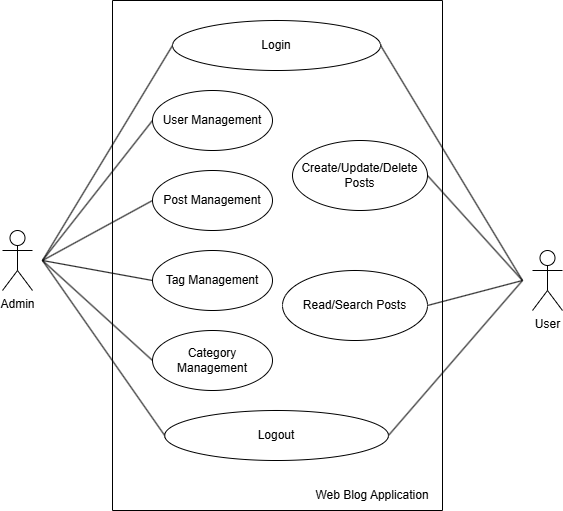 Login
User Management
Create/Update/Delete
Posts
Post Management
Tag Management
Admin
Read/Search Posts
User
Category
Management
Logout
Web Blog Application